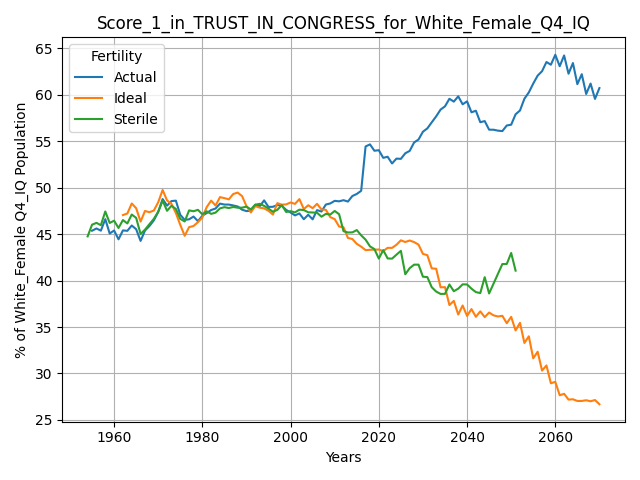 Score_1_in_TRUST_IN_CONGRESS_for_White_Female_Q4_IQ
% of White_Female Q4_IQ Population
65
60
55
50
45
40
35
30
25
Fertility
Actual
Ideal
Sterile
1960 1980 2000 2020 2040 2060
Years